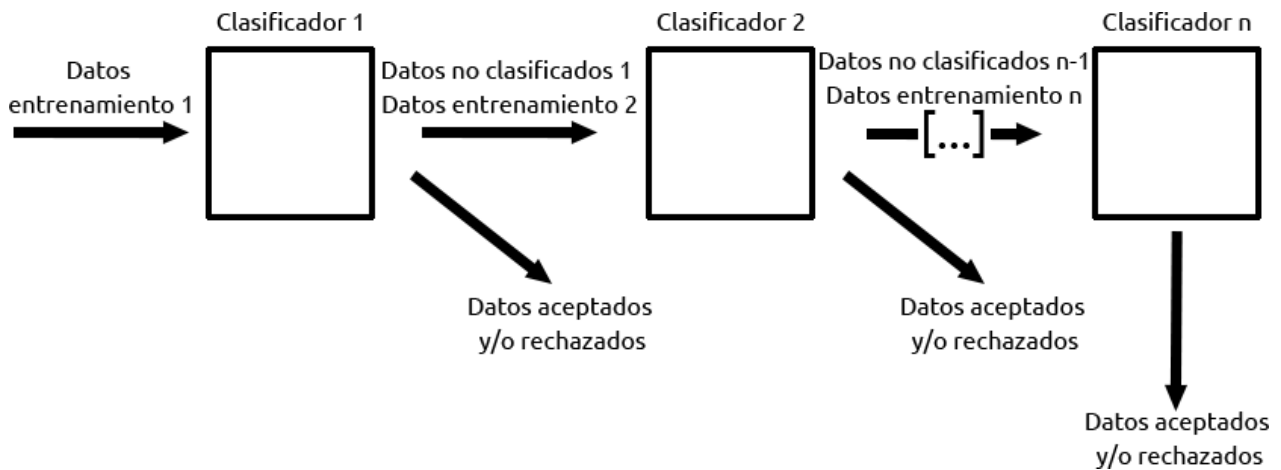 Clasificador 1
Clasificador 2
Clasificador n
Datos
entrenamiento 1
Datos no clasificados 1
Datos entrenamiento 2
Datos no clasificados n-1
Datos entrenamiento n
[...]
Datos aceptados
y/o rechazados
Datos aceptados
y/o rechazados
Datos aceptados
y/o rechazados